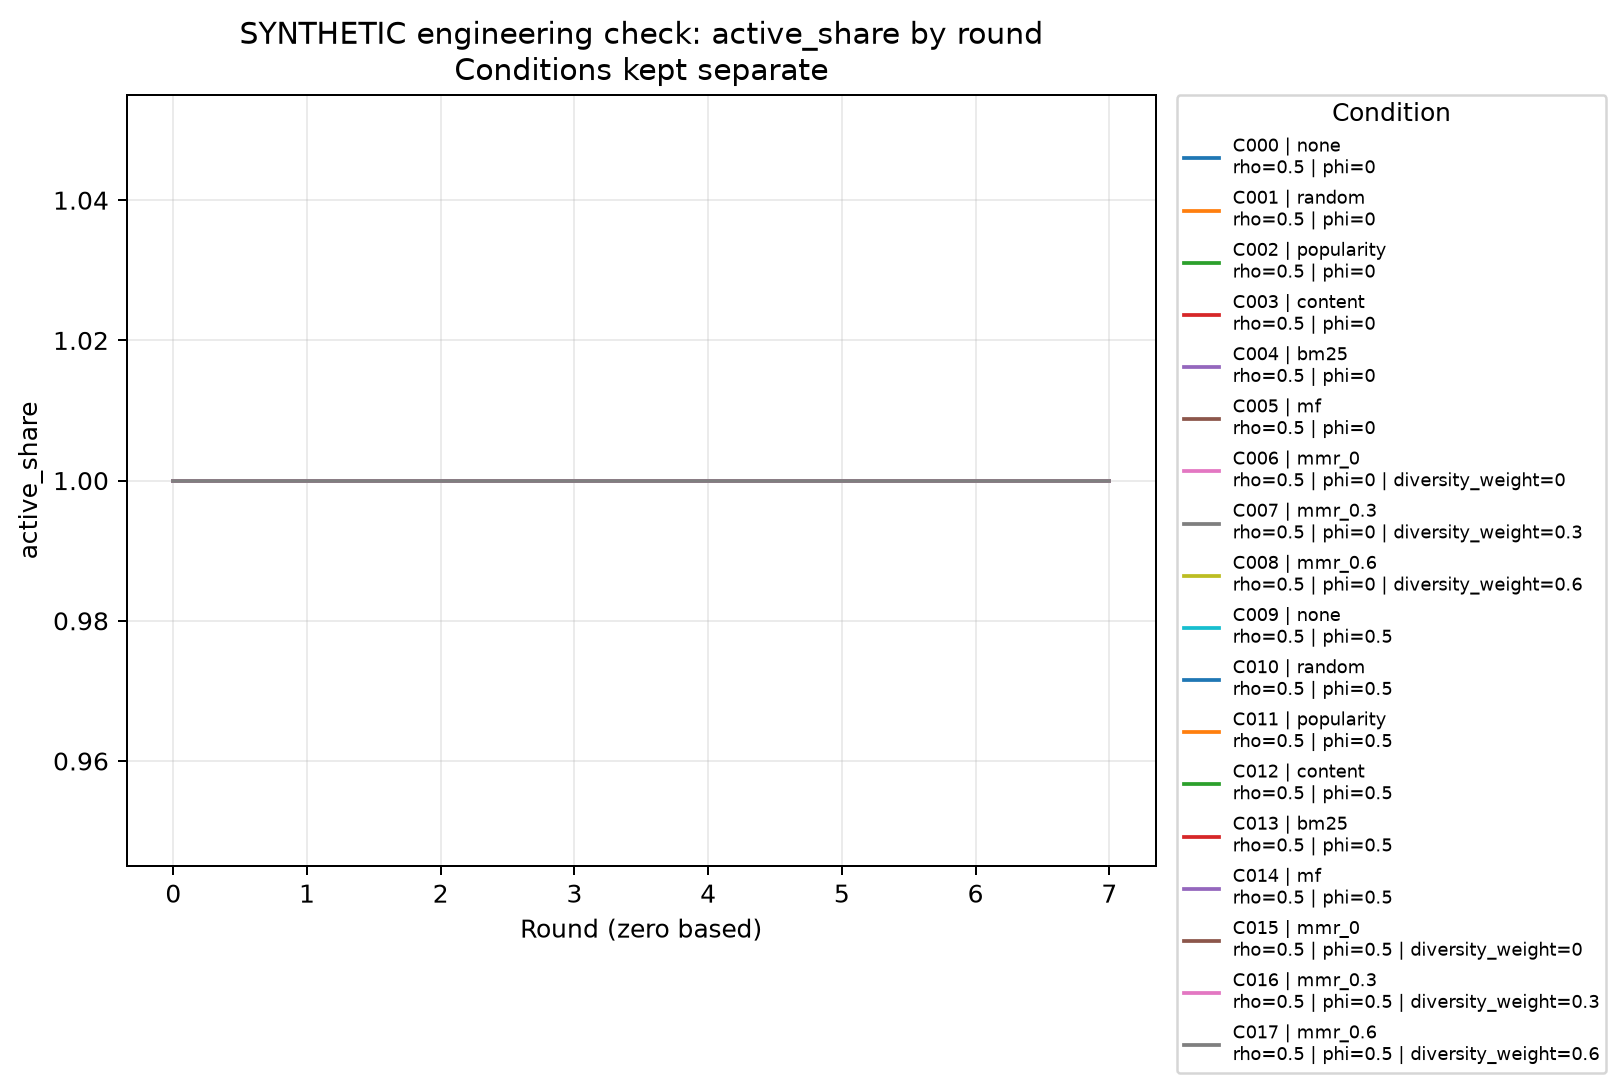 SYNTHETIC engineering check: active_share by round
Conditions kept separate
active_share
1.04
1.02
1.00
0.98
0.96
0 1 2 3 4 5 6 7
Round (zero based)
Condition
C000 | none
rho=0.5 | phi=0
C001 | random
rho=0.5 | phi=0
C002 | popularity
rho=0.5 | phi=0
C003 | content
rho=0.5 | phi=0
C004 | bm25
rho=0.5 | phi=0
C005 | mf
rho=0.5 | phi=0
C006 | mmr_0
rho=0.5 | phi=0 | diversity_weight=0
C007 | mmr_0.3
rho=0.5 | phi=0 | diversity_weight=0.3
C008 | mmr_0.6
rho=0.5 | phi=0 | diversity_weight=0.6
C009 | none
rho=0.5 | phi=0.5
C010 | random
rho=0.5 | phi=0.5
C011 | popularity
rho=0.5 | phi=0.5
C012 | content
rho=0.5 | phi=0.5
C013 | bm25
rho=0.5 | phi=0.5
C014 | mf
rho=0.5 | phi=0.5
C015 | mmr_0
rho=0.5 | phi=0.5 | diversity_weight=0
C016 | mmr_0.3
rho=0.5 | phi=0.5 | diversity_weight=0.3
C017 | mmr_0.6
rho=0.5 | phi=0.5 | diversity_weight=0.6